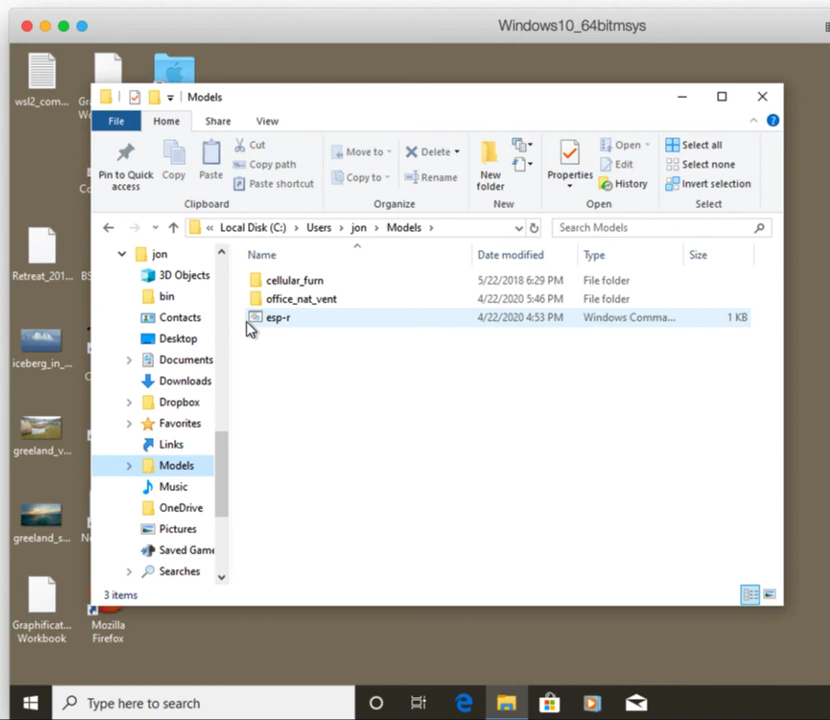 Windows10_64bitmsys
wsl2_com...
Models
File Home Share View
Pin to Quick access
Copy
Paste
Cut
Copy path
Paste shortcut
Clipboard
Move to
Copy to
Delete
Rename
Organize
New folder
New
Properties
Open
Edit
History
Open
Select all
Select none
Invert selection
Select
« Local Disk (C:) › Users › jon › Models ›
Search Models
jon
3D Objects
bin
Contacts
Desktop
Documents
Downloads
Dropbox
Favorites
Links
Models
Music
OneDrive
Pictures
Saved Game
Searches
Name Date modified Type Size
cellular_furn 5/22/2018 6:29 PM File folder
office_nat_vent 4/22/2020 5:46 PM File folder
esp-r 4/22/2020 4:53 PM Windows Comma... 1 KB
3 items
Retreat_201...
iceberg_in_...
greeland_v...
greeland_s...
Graphificat...
Workbook
Mozilla
Firefox
Type here to search